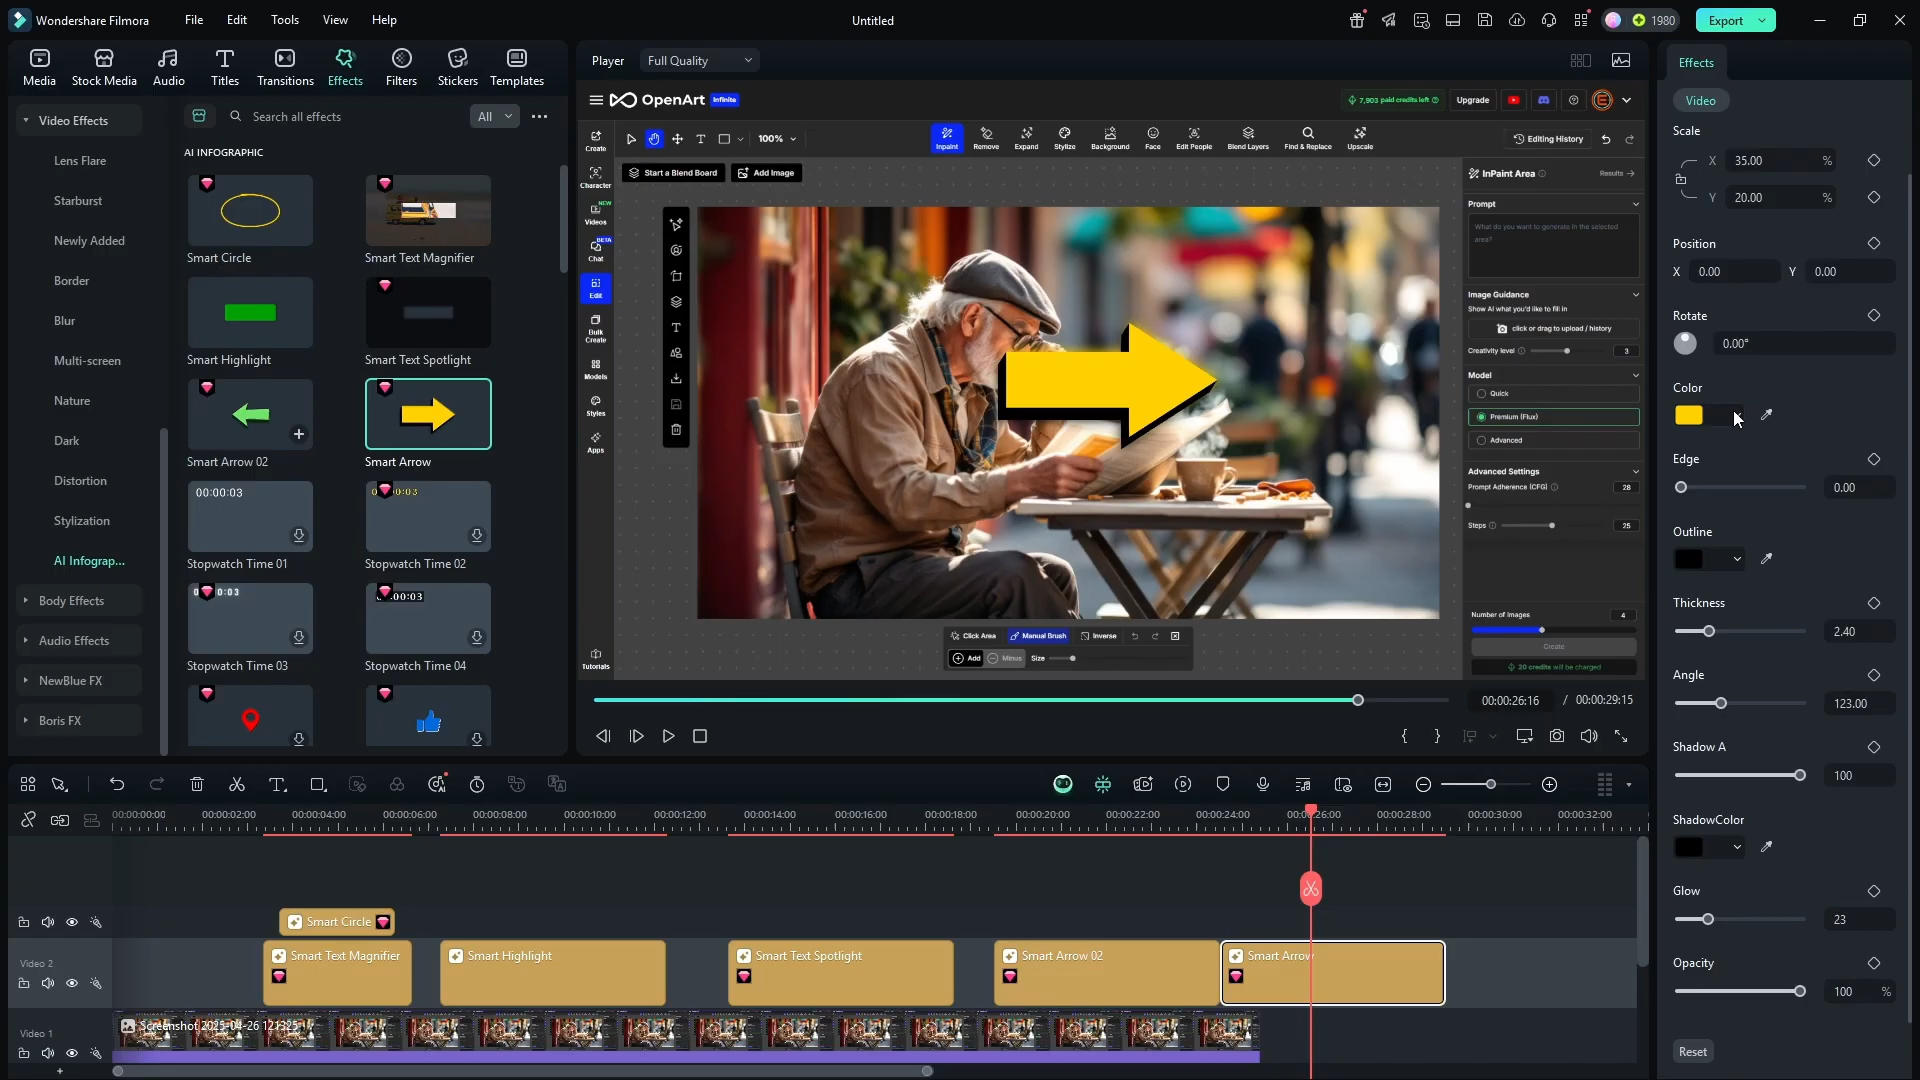 Wondershare Filmora
File
Edit
Tools
View
Help
Untitled
1980
Export
Media
Stock Media
Audio
Titles
Transitions
Effects
Filters
Stickers
Templates
Video Effects
Lens Flare
Starburst
Newly Added
Border
Blur
Multi-screen
Nature
Dark
Distortion
Stylization
AI Infograp...
Body Effects
Audio Effects
NewBlue FX
Boris FX
Search all effects
All
AI INFOGRAPHIC
Smart Circle
Smart Text Magnifier
Smart Highlight
Smart Text Spotlight
Smart Arrow 02
Smart Arrow
00:00:03
Stopwatch Time 01
Stopwatch Time 02
Stopwatch Time 03
Stopwatch Time 04
Player
Full Quality
OpenArt
Infinite
7,903 paid credits left
Upgrade
Create
Character
NEW
Videos
BETA
Chat
Edit
Bulk
Create
Models
Styles
Apps
Tutorials
100%
Inpaint
Remove
Expand
Stylize
Background
Face
Edit People
Blend Layers
Find & Replace
Upscale
Editing History
Start a Blend Board
Add Image
InPaint Area
Results →
Prompt
What do you want to generate in the selected
area?
Image Guidance
Show AI what you'd like to fill in
click or drag to upload / history
Creativity level
3
Model
Quick
Premium (Flux)
Advanced
Advanced Settings
Prompt Adherence (CFG)
28
Steps
25
Number of Images
4
Create
20 credits will be charged
Click Area
Manual Brush
Inverse
Add
Minus
Size
00:00:26:16
/
00:00:29:15
Effects
Video
Scale
X
35.00
%
Y
20.00
%
Position
X
0.00
Y
0.00
Rotate
0.00°
Color
Edge
0.00
Outline
Thickness
2.40
Angle
123.00
Shadow A
100
ShadowColor
Glow
23
Opacity
100
%
Reset
00:00:00:00
00:00:02:00
00:00:04:00
00:00:06:00
00:00:08:00
00:00:10:00
00:00:12:00
00:00:14:00
00:00:16:00
00:00:18:00
00:00:20:00
00:00:22:00
00:00:24:00
00:00:26:00
00:00:28:00
00:00:30:00
00:00:32:00
Smart Circle
Video 2
Smart Text Magnifier
Smart Highlight
Smart Text Spotlight
Smart Arrow 02
Smart Arrow
Video 1
Screenshot 2025-04-26 121325